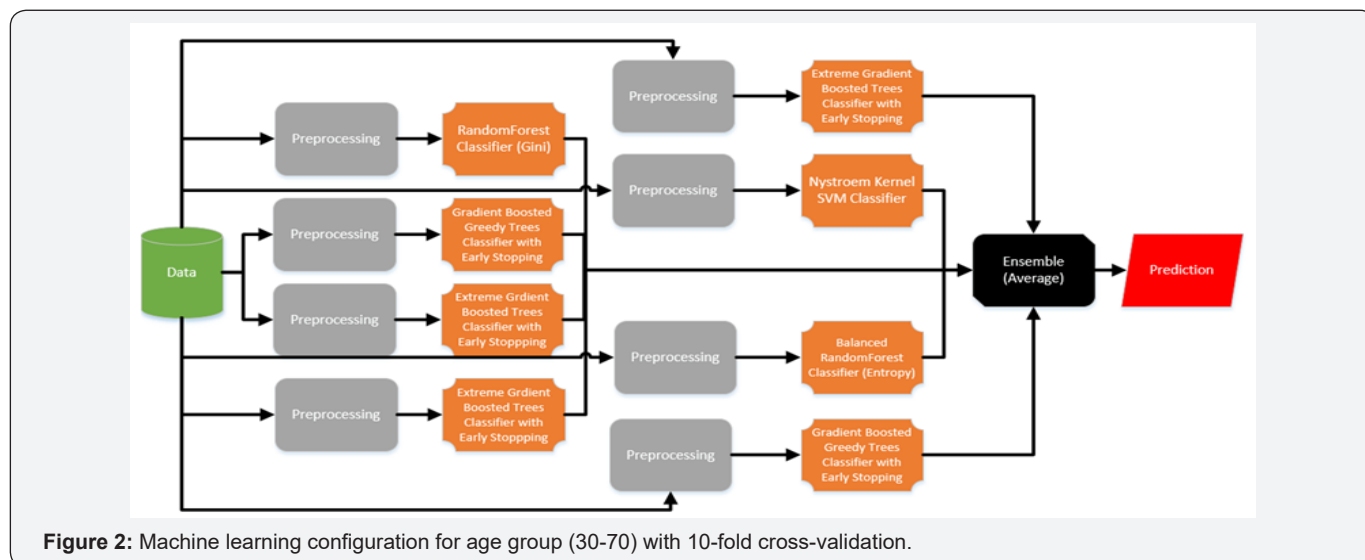 Data
Preprocessing
RandomForest
Classifier (Gini)
Preprocessing
Gradient Boosted
Greedy Trees
Classifier with
Early Stopping
Preprocessing
Extreme Grdient
Boosted Trees
Classifier with
Early Stoppping
Preprocessing
Extreme Grdient
Boosted Trees
Classifier with
Early Stoppping
Preprocessing
Extreme Gradient
Boosted Trees
Classifier with
Early Stopping
Preprocessing
Nystroem Kernel
SVM Classifier
Preprocessing
Balanced
RandomForest
Classifier (Entropy)
Preprocessing
Gradient Boosted
Greedy Trees
Classifier with
Early Stopping
Ensemble
(Average)
Prediction
Figure 2: Machine learning configuration for age group (30-70) with 10-fold cross-validation.